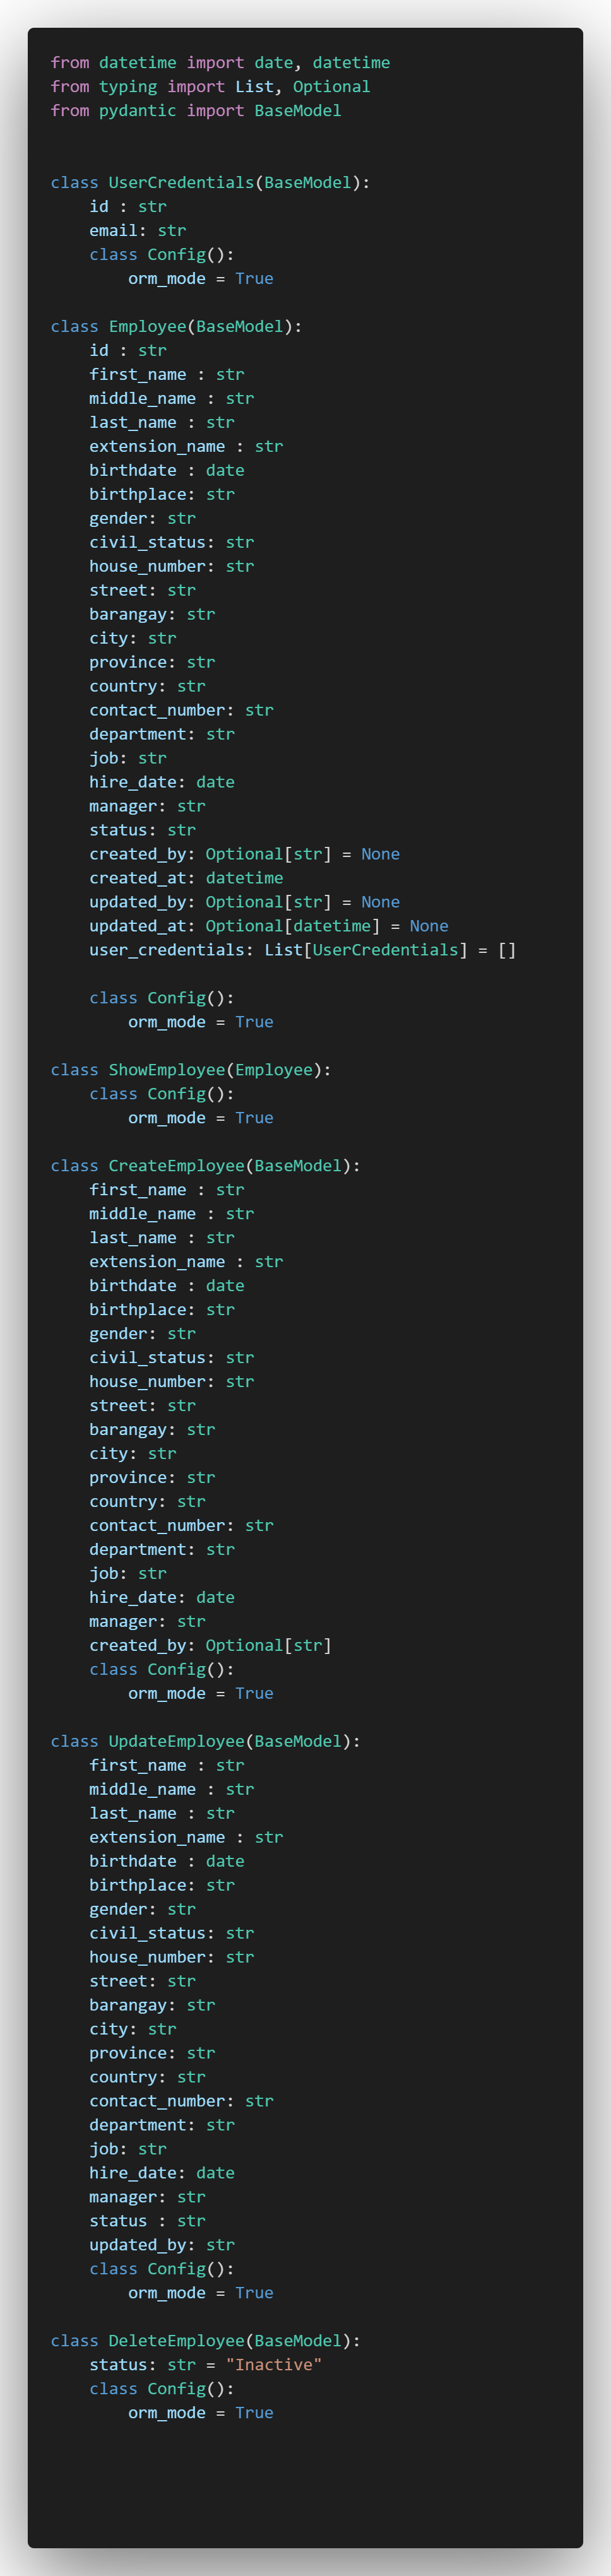 from datetime import date, datetime
from typing import List, Optional
from pydantic import BaseModel


class UserCredentials(BaseModel):
    id : str
    email: str
    class Config():
        orm_mode = True

class Employee(BaseModel):
    id : str
    first_name : str
    middle_name : str
    last_name : str
    extension_name : str
    birthdate : date
    birthplace: str
    gender: str
    civil_status: str
    house_number: str
    street: str
    barangay: str
    city: str
    province: str
    country: str
    contact_number: str
    department: str
    job: str
    hire_date: date
    manager: str
    status: str
    created_by: Optional[str] = None
    created_at: datetime
    updated_by: Optional[str] = None
    updated_at: Optional[datetime] = None
    user_credentials: List[UserCredentials] = []

    class Config():
        orm_mode = True

class ShowEmployee(Employee):
    class Config():
        orm_mode = True

class CreateEmployee(BaseModel):
    first_name : str
    middle_name : str
    last_name : str
    extension_name : str
    birthdate : date
    birthplace: str
    gender: str
    civil_status: str
    house_number: str
    street: str
    barangay: str
    city: str
    province: str
    country: str
    contact_number: str
    department: str
    job: str
    hire_date: date
    manager: str
    created_by: Optional[str]
    class Config():
        orm_mode = True

class UpdateEmployee(BaseModel):
    first_name : str
    middle_name : str
    last_name : str
    extension_name : str
    birthdate : date
    birthplace: str
    gender: str
    civil_status: str
    house_number: str
    street: str
    barangay: str
    city: str
    province: str
    country: str
    contact_number: str
    department: str
    job: str
    hire_date: date
    manager: str
    status : str
    updated_by: str
    class Config():
        orm_mode = True

class DeleteEmployee(BaseModel):
    status: str = "Inactive"
    class Config():
        orm_mode = True